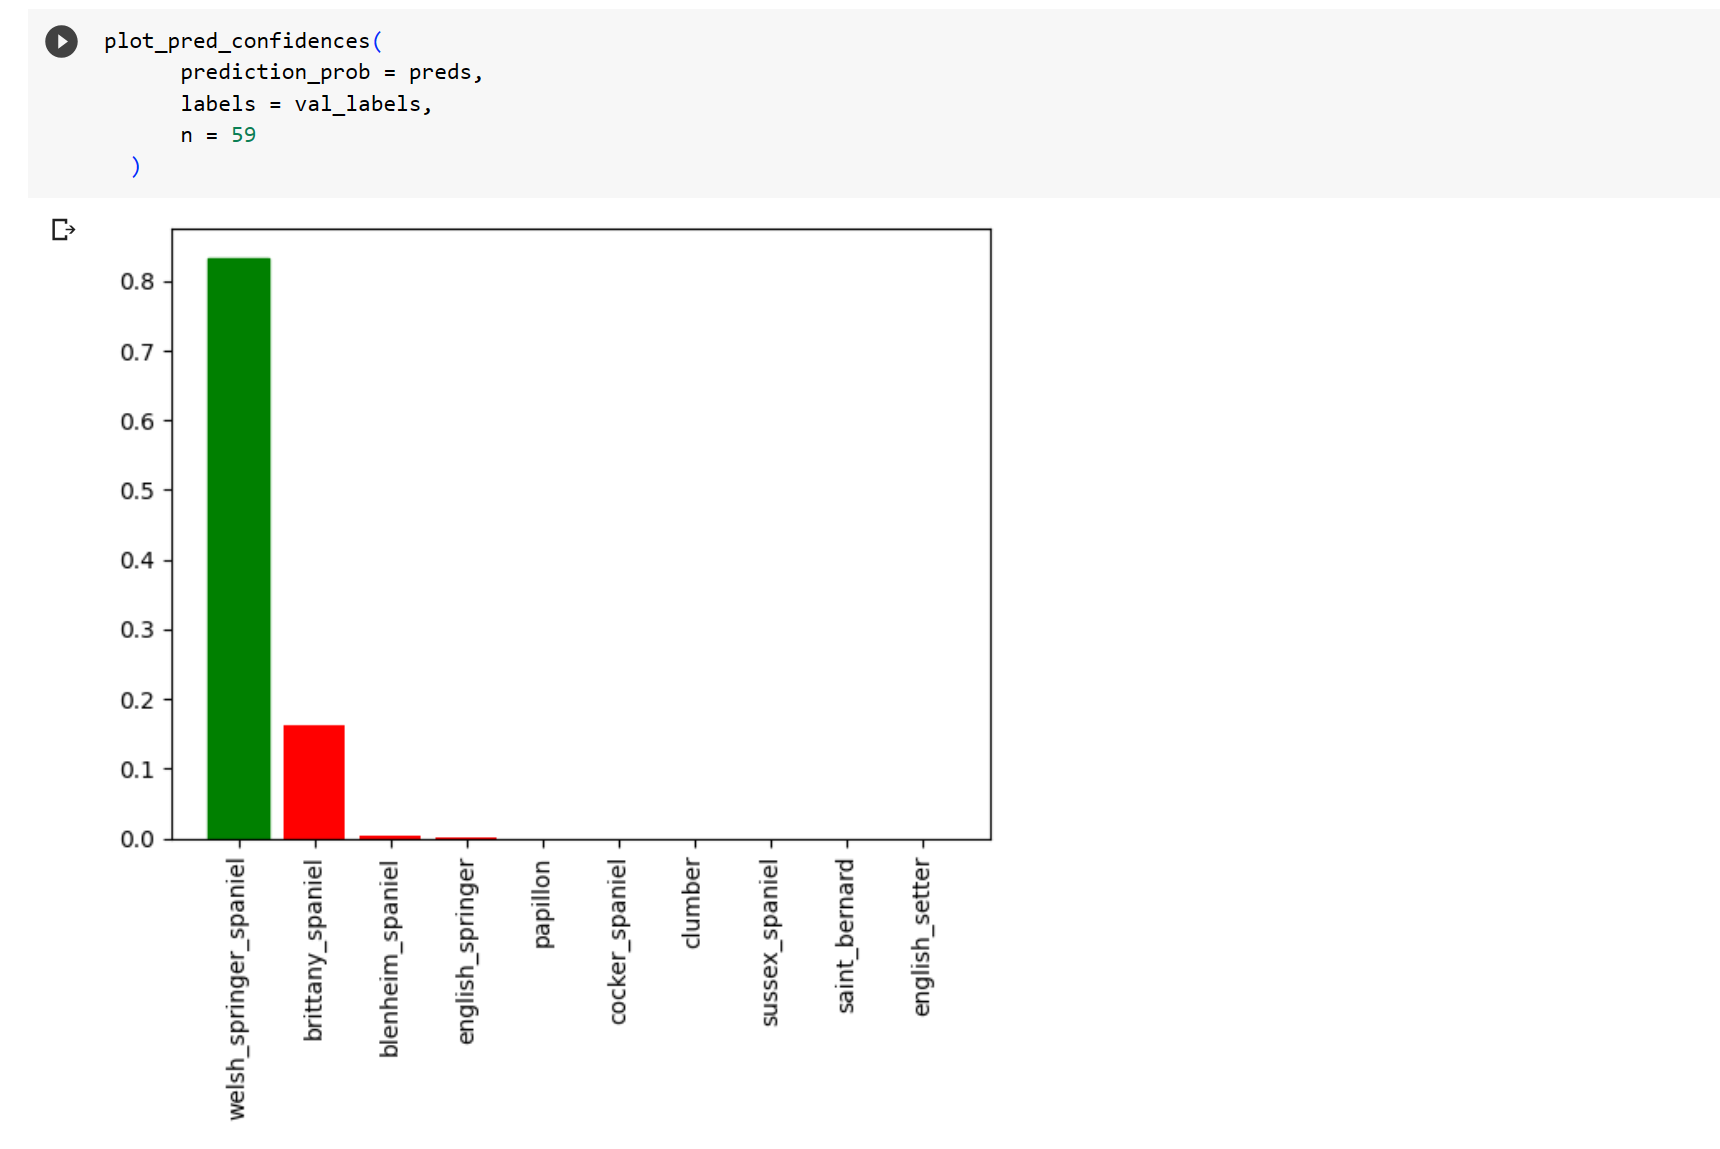 plot_pred_confidences(
prediction_prob = preds,
labels = val_labels,
n = 59
)
0.8
0.7
0.6
0.5
0.4
0.3
0.2
0.1
0.0
welsh_springer_spaniel
brittany_spaniel
blenheim_spaniel
english_springer
papillon
cocker_spaniel
clumber
sussex_spaniel
saint_bernard
english_setter